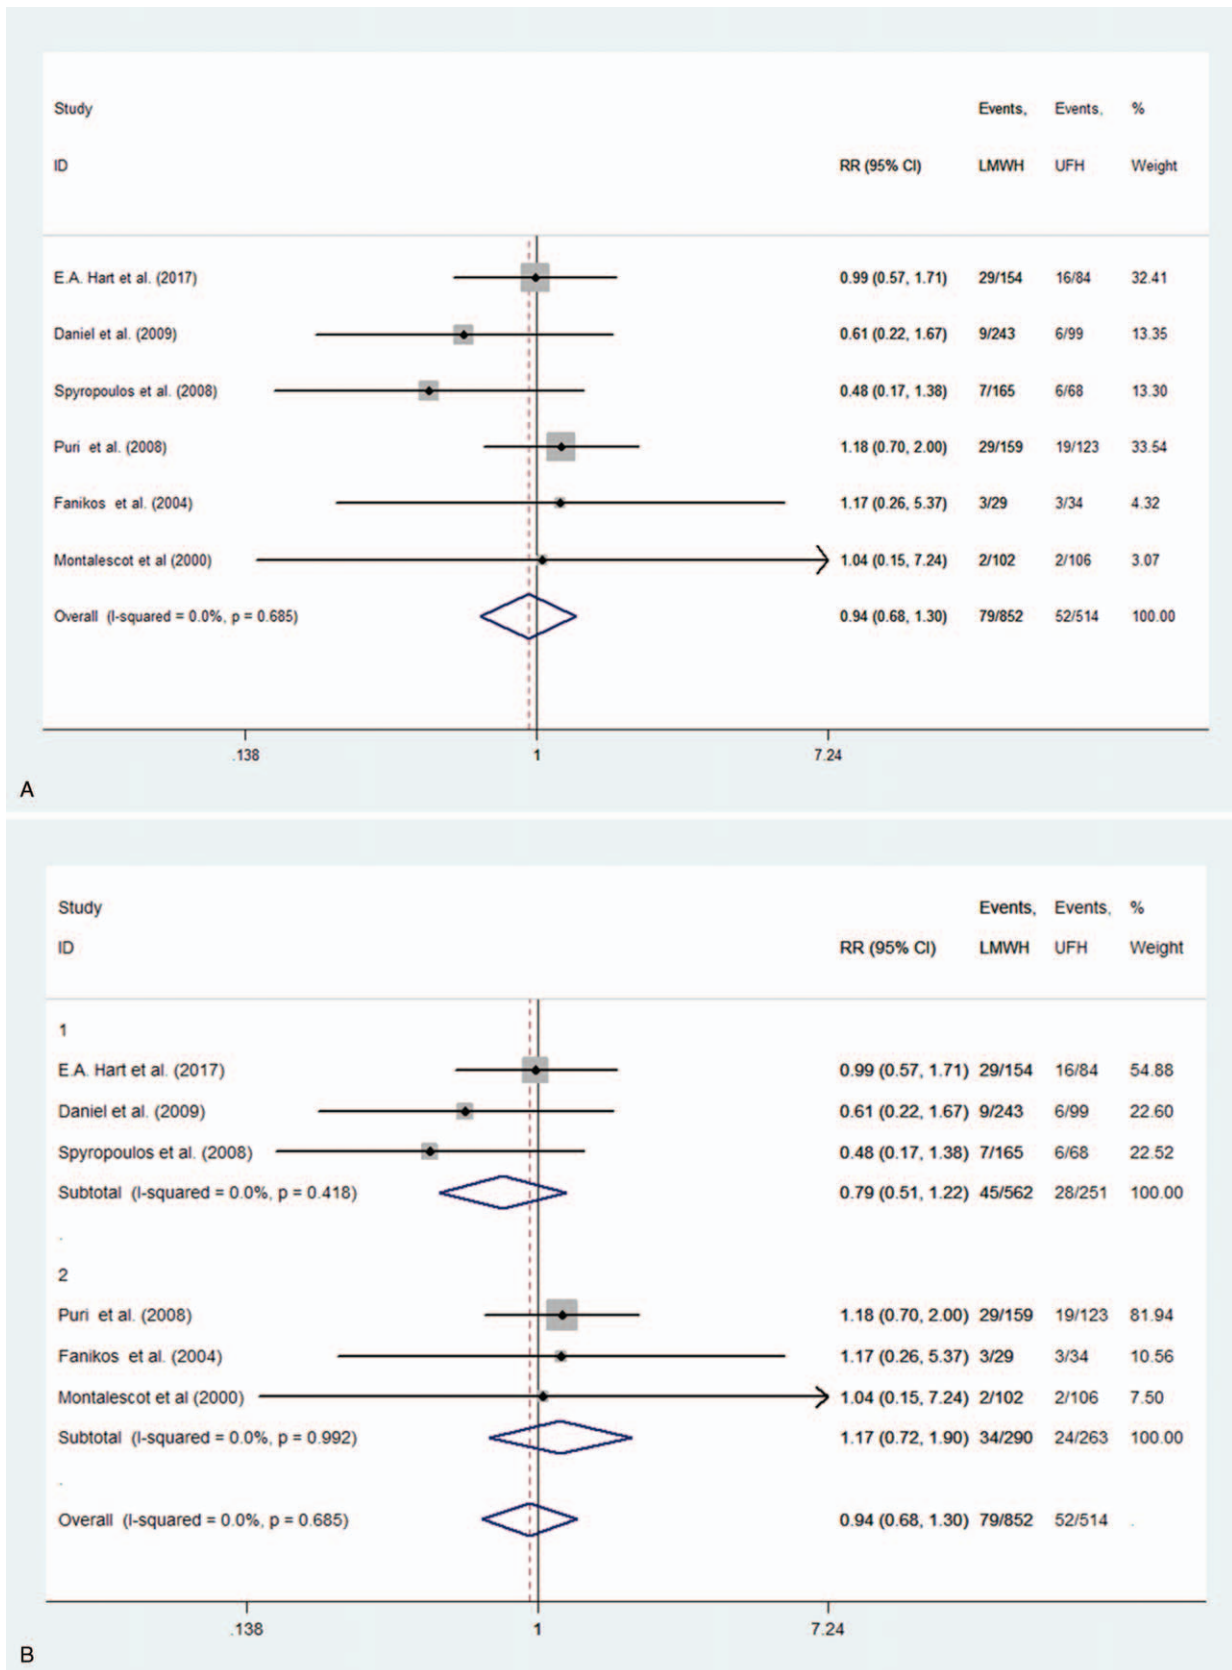 Study Events, Events, %
ID RR (95% CI) LMWH UFH Weight
E.A. Hart et al. (2017) 0.99 (0.57, 1.71) 29/154 16/84 32.41
Daniel et al. (2009) 0.61 (0.22, 1.67) 9/243 6/99 13.35
Spyropoulos et al. (2008) 0.48 (0.17, 1.38) 7/165 6/68 13.30
Puri et al. (2008) 1.18 (0.70, 2.00) 29/159 19/123 33.54
Fanikos et al. (2004) 1.17 (0.26, 5.37) 3/29 3/34 4.32
Montalescot et al (2000) 1.04 (0.15, 7.24) 2/102 2/106 3.07
Overall (I-squared = 0.0%, p = 0.685) 0.94 (0.68, 1.30) 79/852 52/514 100.00
.138 1 7.24
A
Study Events, Events, %
ID RR (95% CI) LMWH UFH Weight
1
E.A. Hart et al. (2017) 0.99 (0.57, 1.71) 29/154 16/84 54.88
Daniel et al. (2009) 0.61 (0.22, 1.67) 9/243 6/99 22.60
Spyropoulos et al. (2008) 0.48 (0.17, 1.38) 7/165 6/68 22.52
Subtotal (I-squared = 0.0%, p = 0.418) 0.79 (0.51, 1.22) 45/562 28/251 100.00
.
2
Puri et al. (2008) 1.18 (0.70, 2.00) 29/159 19/123 81.94
Fanikos et al. (2004) 1.17 (0.26, 5.37) 3/29 3/34 10.56
Montalescot et al (2000) 1.04 (0.15, 7.24) 2/102 2/106 7.50
Subtotal (I-squared = 0.0%, p = 0.992) 1.17 (0.72, 1.90) 34/290 24/263 100.00
.
Overall (I-squared = 0.0%, p = 0.685) 0.94 (0.68, 1.30) 79/852 52/514 .
.138 1 7.24
B